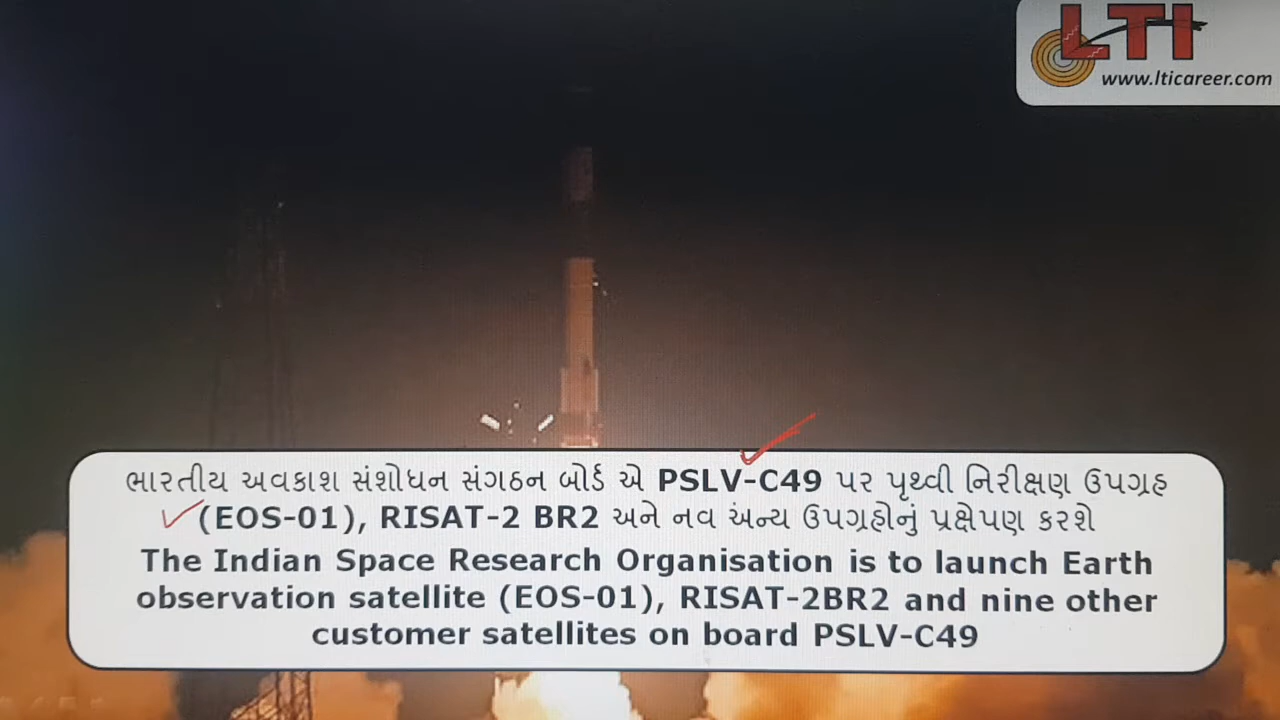 LTI
www.lticareer.com
ભારતીય અવકાશ સંશોધન સંગઠન બોર્ડ એ PSLV-C49 પર પૃથ્વી નિરીક્ષણ ઉપગ્રહ
(EOS-01), RISAT-2 BR2 અને નવ અન્ય ઉપગ્રહોનું પ્રક્ષેપણ કરશે
The Indian Space Research Organisation is to launch Earth
observation satellite (EOS-01), RISAT-2BR2 and nine other
customer satellites on board PSLV-C49